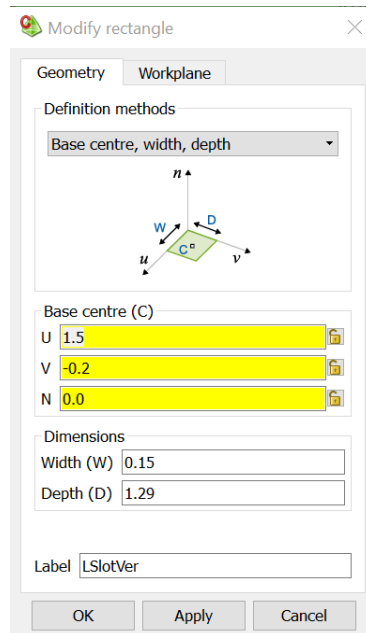 Modify rectangle
Geometry Workplane
Definition methods
Base centre, width, depth
n
W D
C
u v
Base centre (C)
U 1.5
V -0.2
N 0.0
Dimensions
Width (W) 0.15
Depth (D) 1.29
Label LSlotVer
OK Apply Cancel